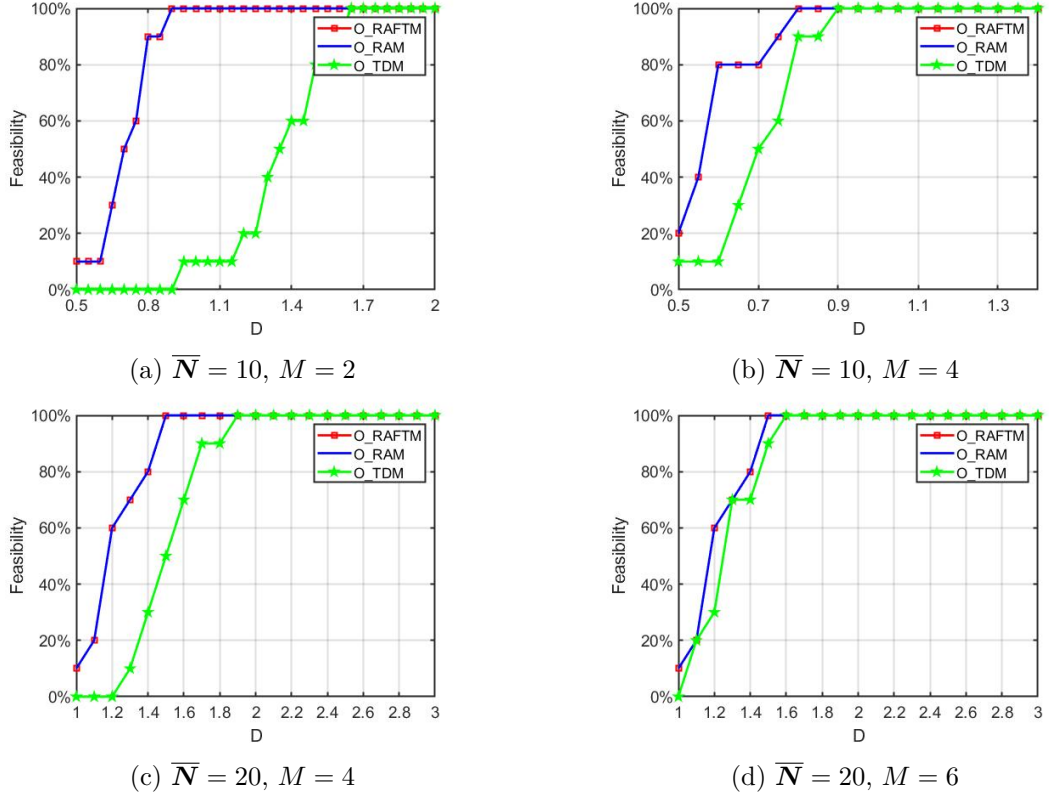 100%
80%
60%
40%
20%
0%
Feasibility
O_RAFTM
O_RAM
O_TDM
0.5 0.8 1.1 1.4 1.7 2
D
(a) N̅ = 10, M = 2
100%
80%
60%
40%
20%
0%
Feasibility
O_RAFTM
O_RAM
O_TDM
0.5 0.7 0.9 1.1 1.3
D
(b) N̅ = 10, M = 4
100%
80%
60%
40%
20%
0%
Feasibility
O_RAFTM
O_RAM
O_TDM
1 1.2 1.4 1.6 1.8 2 2.2 2.4 2.6 2.8 3
D
(c) N̅ = 20, M = 4
100%
80%
60%
40%
20%
0%
Feasibility
O_RAFTM
O_RAM
O_TDM
1 1.2 1.4 1.6 1.8 2 2.2 2.4 2.6 2.8 3
D
(d) N̅ = 20, M = 6